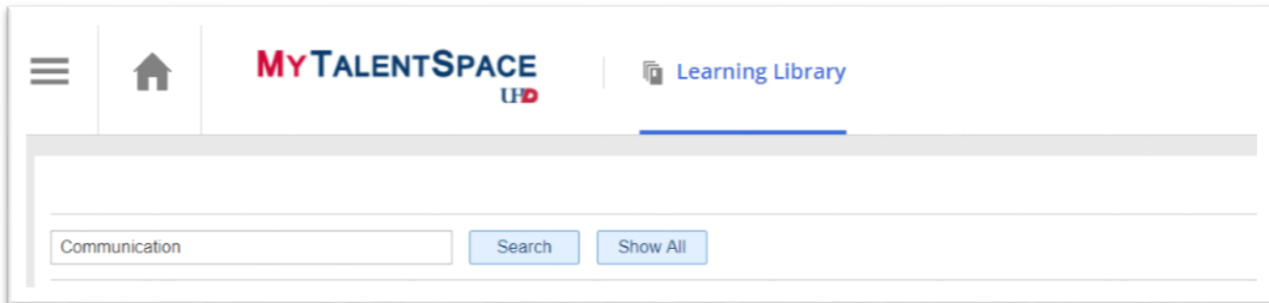 MYTALENTSPACE
UHD
Learning Library
Communication
Search
Show All